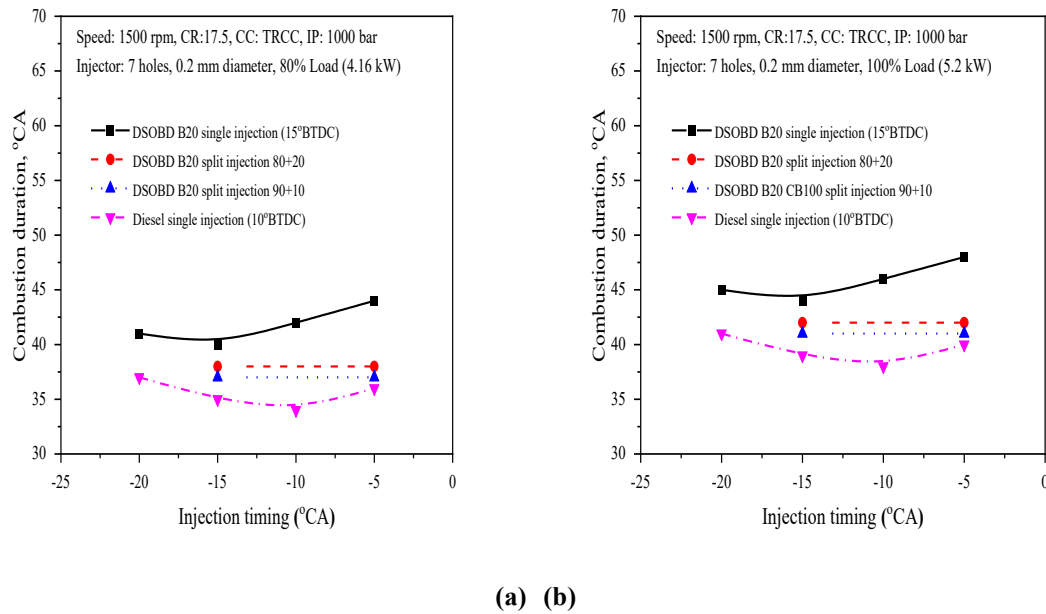 Speed: 1500 rpm, CR:17.5, CC: TRCC, IP: 1000 bar
Injector: 7 holes, 0.2 mm diameter, 80% Load (4.16 kW)
DSOBD B20 single injection (15°BTDC)
DSOBD B20 split injection 80+20
DSOBD B20 split injection 90+10
Diesel single injection (10°BTDC)
Combustion duration, °CA
70
65
60
55
50
45
40
35
30
-25 -20 -15 -10 -5 0
Injection timing (°CA)
Speed: 1500 rpm, CR:17.5, CC: TRCC, IP: 1000 bar
Injector: 7 holes, 0.2 mm diameter, 100% Load (5.2 kW)
DSOBD B20 single injection (15°BTDC)
DSOBD B20 split injection 80+20
DSOBD B20 CB100 split injection 90+10
Diesel single injection (10°BTDC)
Combustion duration, °CA
70
65
60
55
50
45
40
35
30
-25 -20 -15 -10 -5 0
Injection timing (°CA)
(a) (b)